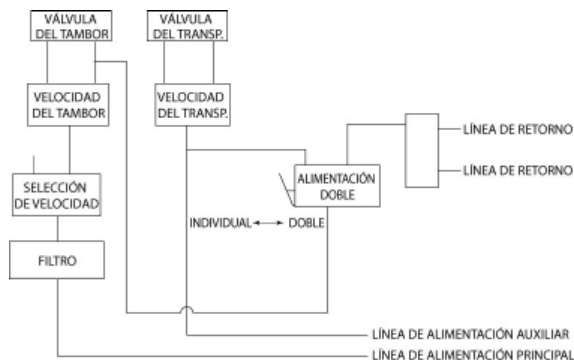 VÁLVULA
DEL TAMBOR
VÁLVULA
DEL TRANSP.
VELOCIDAD
DEL TAMBOR
VELOCIDAD
DEL TRANSP.
LÍNEA DE RETORNO
LÍNEA DE RETORNO
SELECCIÓN
DE VELOCIDAD
ALIMENTACIÓN
DOBLE
INDIVIDUAL DOBLE
FILTRO
LÍNEA DE ALIMENTACIÓN AUXILIAR
LÍNEA DE ALIMENTACIÓN PRINCIPAL